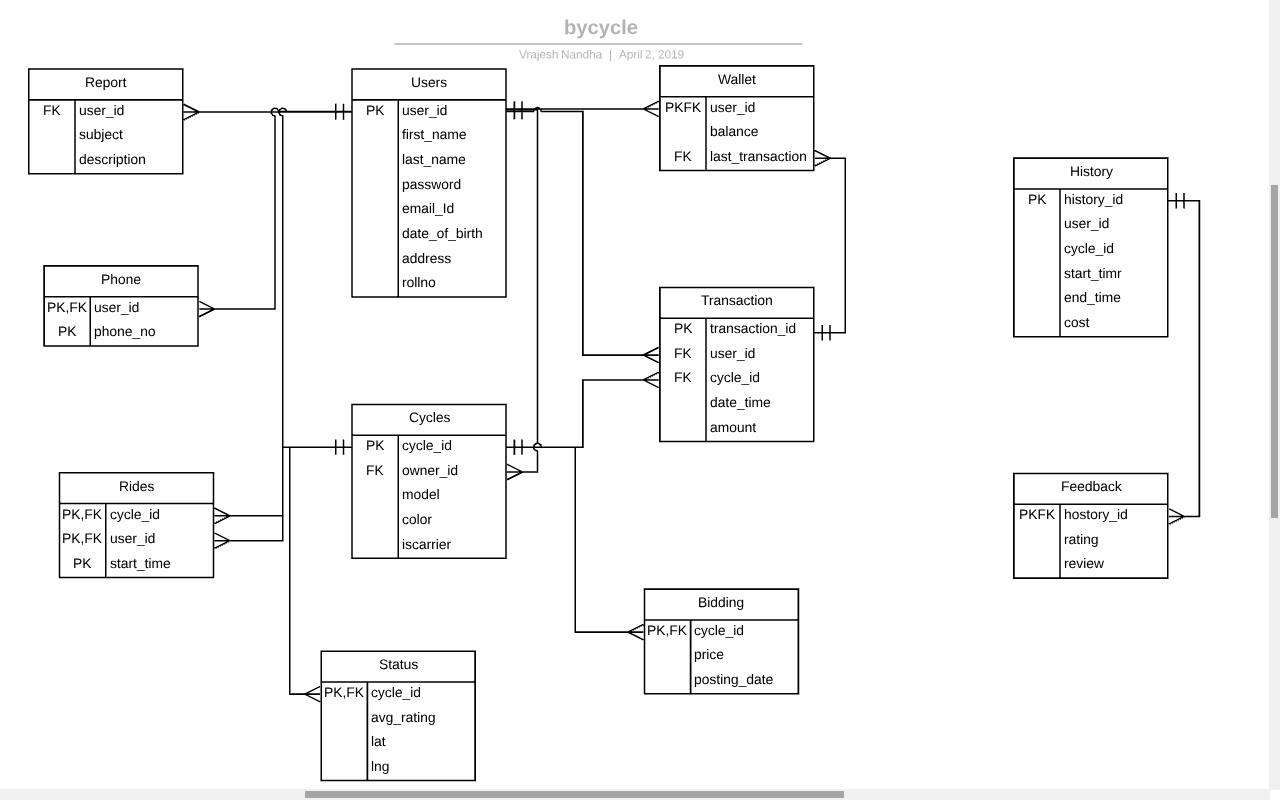 bycycle
Vrajesh Nandha | April 2, 2019
Report
FK user_id
subject
description
Users
PK user_id
first_name
last_name
password
email_Id
date_of_birth
address
rollno
Wallet
PKFK user_id
balance
FK last_transaction
History
PK history_id
user_id
cycle_id
start_timr
end_time
cost
Phone
PK,FK user_id
PK phone_no
Transaction
PK transaction_id
FK user_id
FK cycle_id
date_time
amount
Cycles
PK cycle_id
FK owner_id
model
color
iscarrier
Rides
PK,FK cycle_id
PK,FK user_id
PK start_time
Feedback
PKFK hostory_id
rating
review
Bidding
PK,FK cycle_id
price
posting_date
Status
PK,FK cycle_id
avg_rating
lat
lng